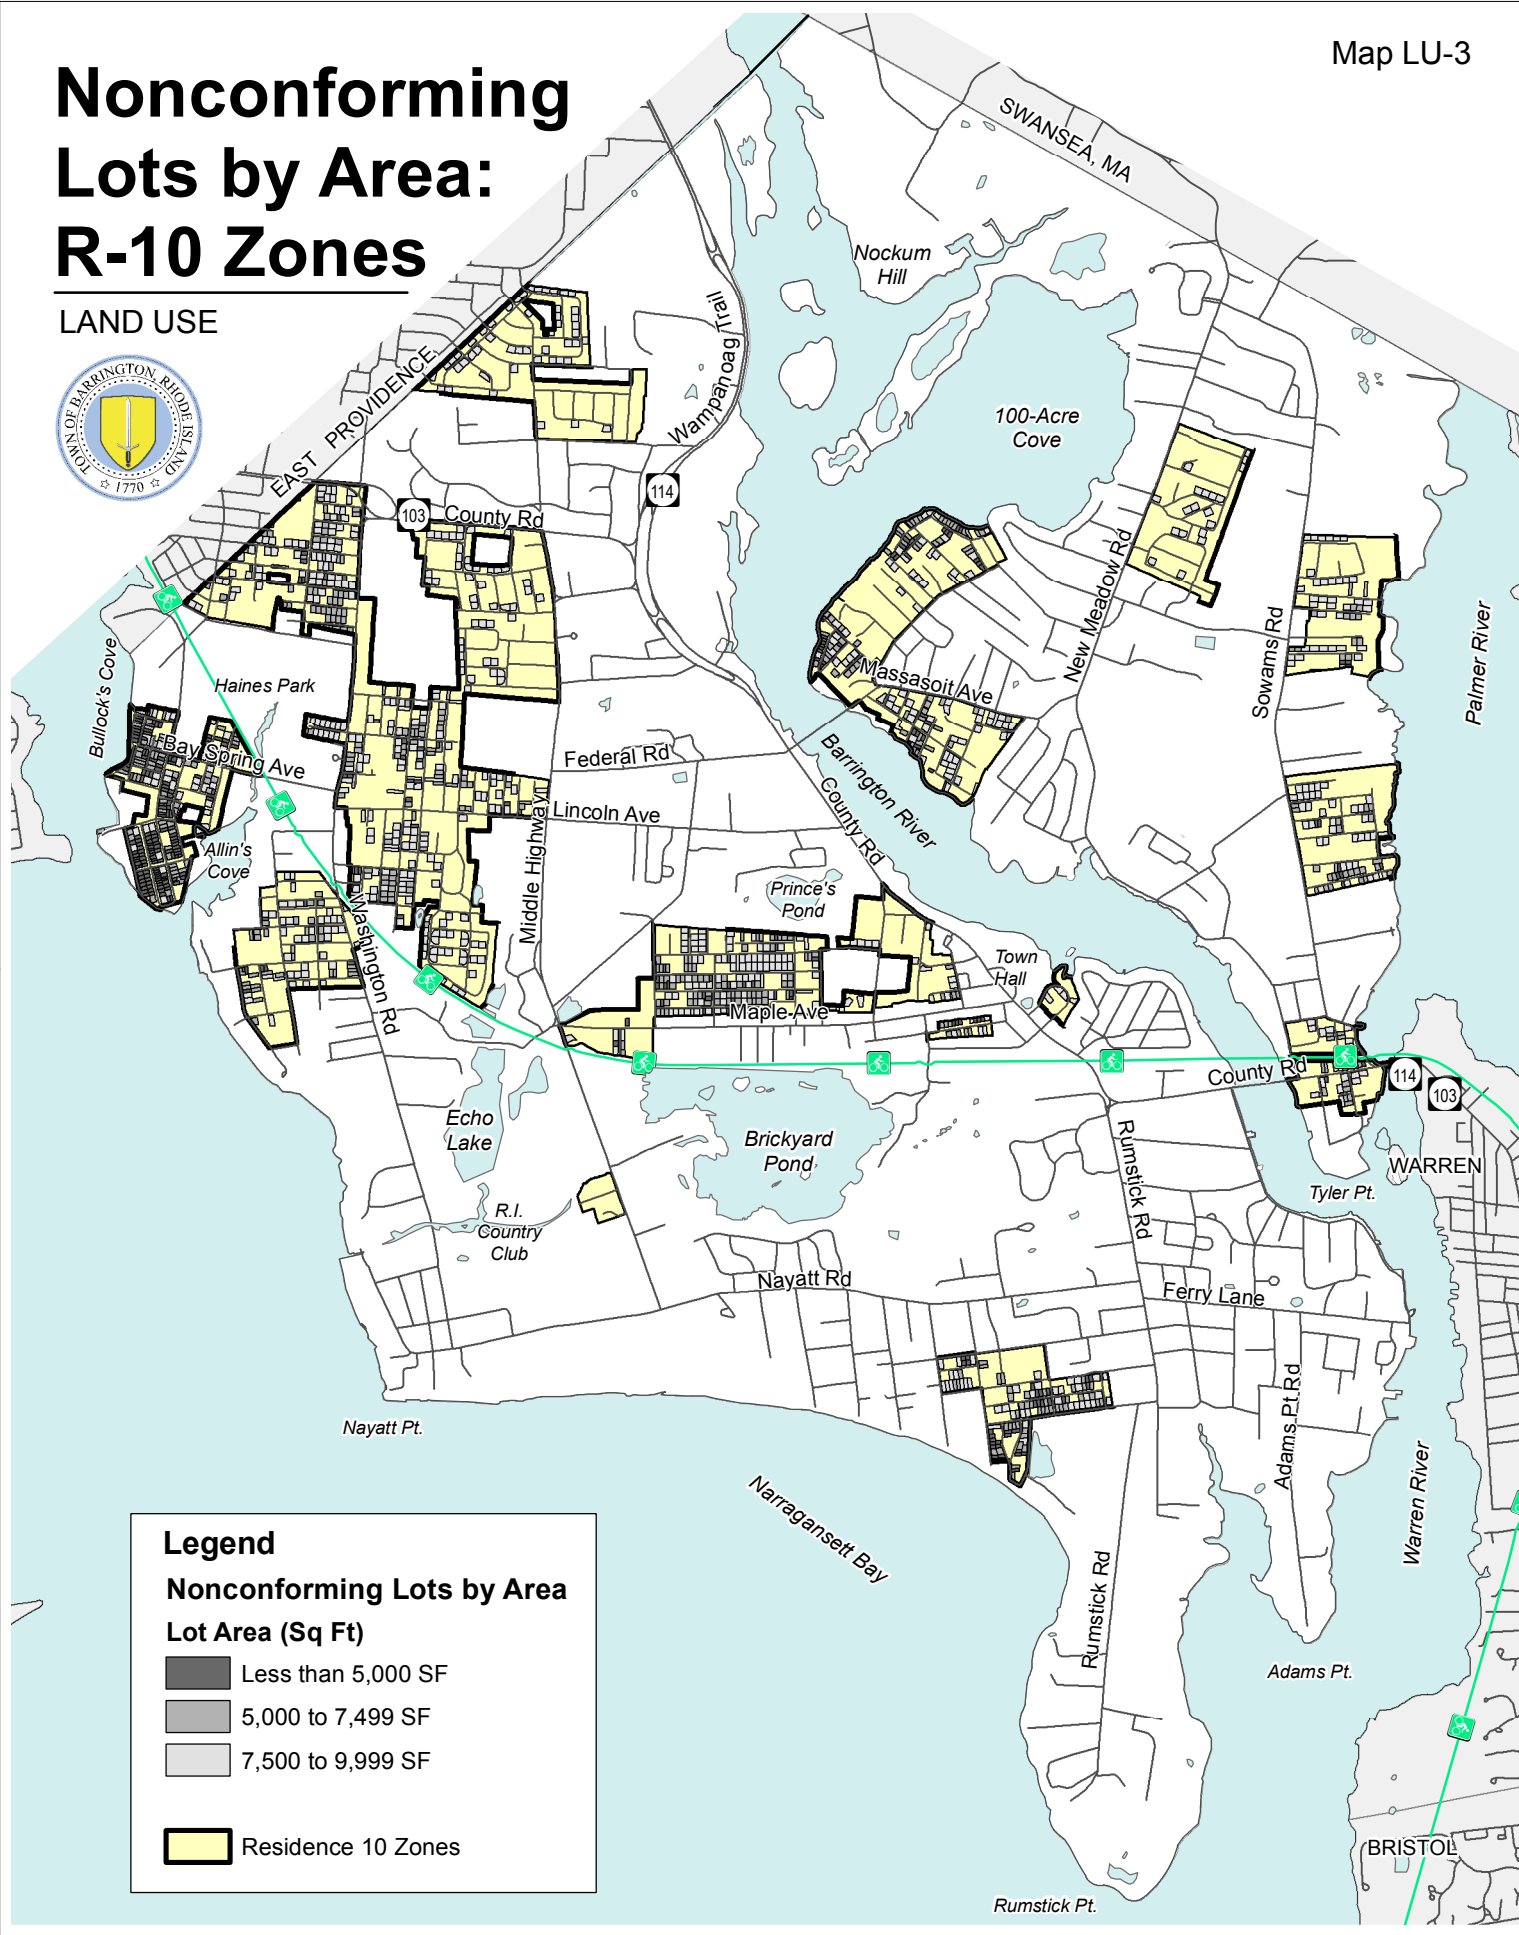 Map LU-3
Nonconforming
Lots by Area:
R-10 Zones
LAND USE
TOWN OF BARRINGTON, RHODE ISLAND
1770
SWANSEA, MA
Nockum
Hill
EAST PROVIDENCE
Wampanoag Trail
100-Acre
Cove
114
103
County Rd
New Meadow Rd
Sowams Rd
Palmer River
Bullock's Cove
Haines Park
Massasoit Ave
Bay Spring Ave
Federal Rd
Barrington River
County Rd
Lincoln Ave
Middle Highway
Allin's
Cove
Prince's
Pond
Washington Rd
Town
Hall
Maple Ave
County Rd
114
103
Echo
Lake
Brickyard
Pond
Rumstick Rd
WARREN
Tyler Pt.
R.I.
Country
Club
Nayatt Rd
Ferry Lane
Adams Pt Rd
Nayatt Pt.
Narragansett Bay
Warren River
Rumstick Rd
Adams Pt.
BRISTOL
Rumstick Pt.
Legend
Nonconforming Lots by Area
Lot Area (Sq Ft)
Less than 5,000 SF
5,000 to 7,499 SF
7,500 to 9,999 SF
Residence 10 Zones